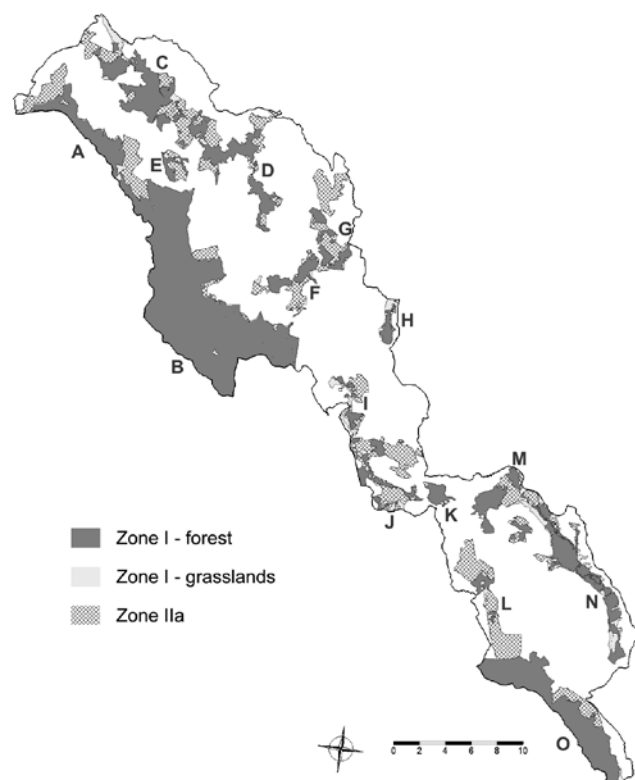 C
A
E
D
G
F
H
B
I
M
J
K
Zone I - forest
Zone I - grasslands
N
L
Zone IIa
O
0 2 4 6 8 10